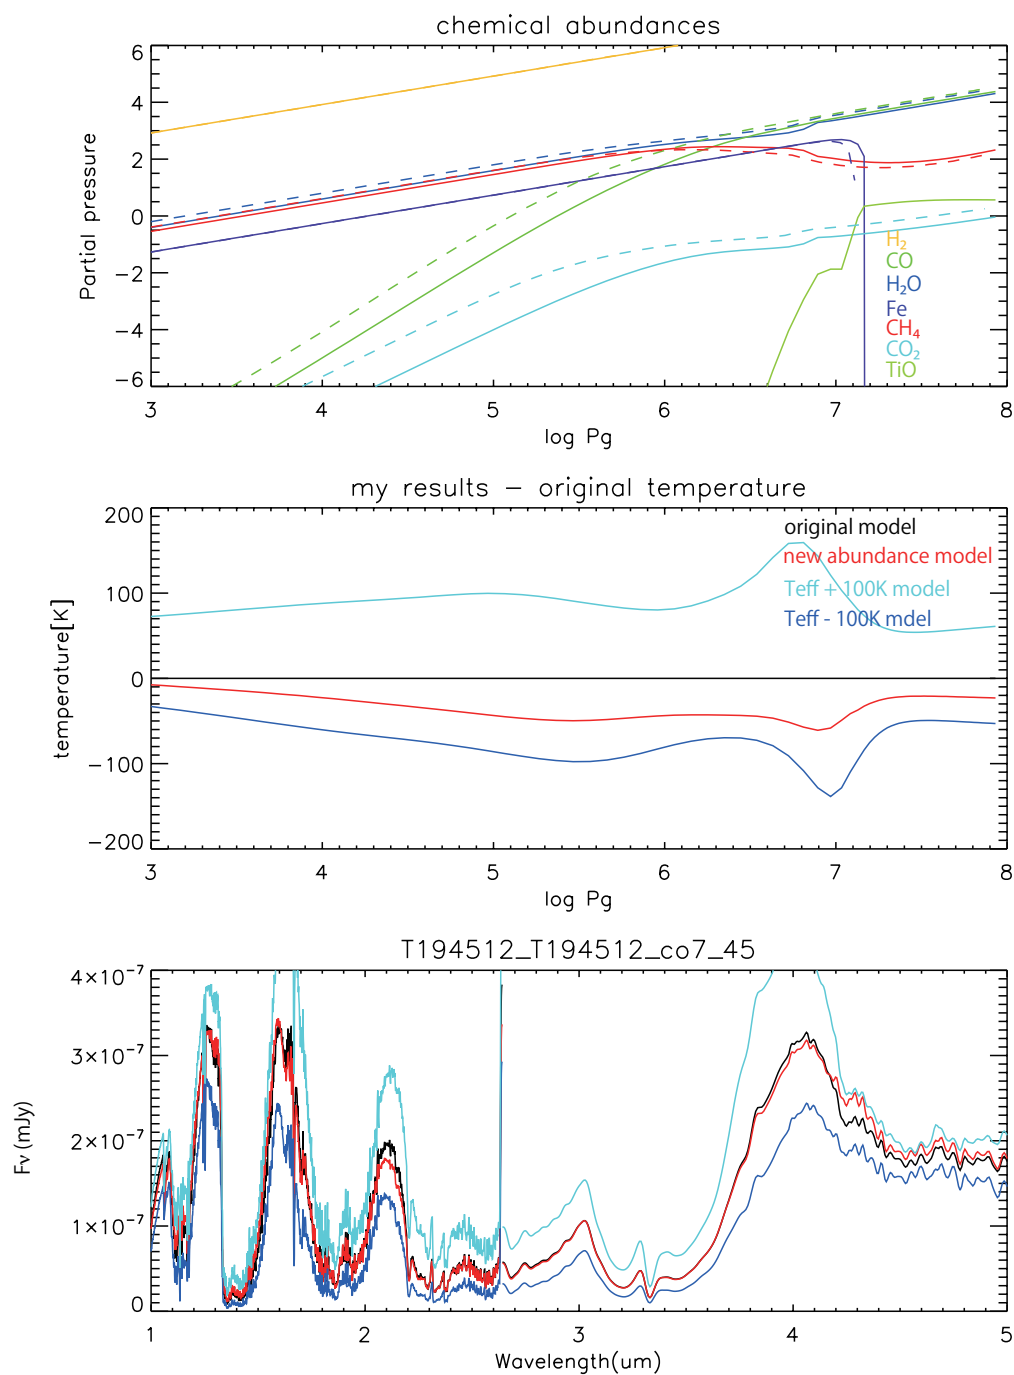 chemical abundances
6
4
2
0
−2
−4
−6
Partial pressure
H2
CO
H2O
Fe
CH4
CO2
TiO
3 4 5 6 7 8
log Pg
my results − original temperature
200
100
0
−100
−200
temperature[K]
original model
new abundance model
Teff + 100K model
Teff - 100K mdel
3 4 5 6 7 8
log Pg
T194512_T194512_co7_45
4×10−7
3×10−7
2×10−7
1×10−7
0
Fν (mJy)
1 2 3 4 5
Wavelength(um)